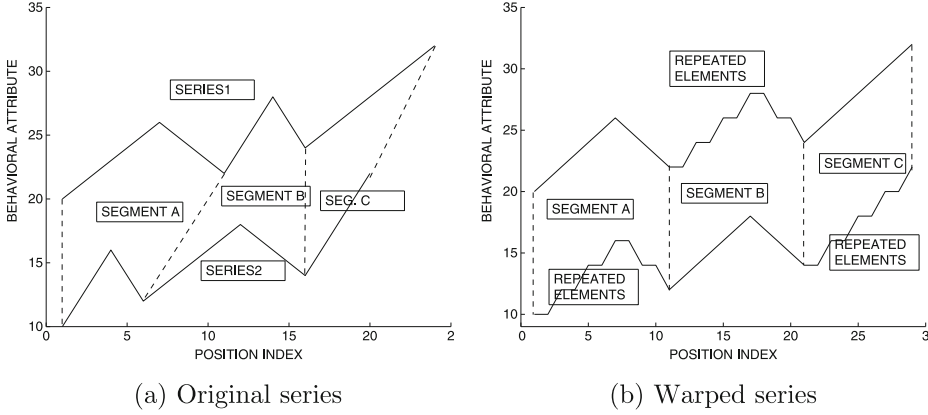 35
30
25
20
15
10
BEHAVIORAL ATTRIBUTE
SERIES1
SEGMENT A
SEGMENT B
SEG. C
SERIES2
0 5 10 15 20 2
POSITION INDEX
(a) Original series
35
30
25
20
15
10
BEHAVIORAL ATTRIBUTE
REPEATED
ELEMENTS
SEGMENT C
SEGMENT B
SEGMENT A
REPEATED
ELEMENTS
REPEATED
ELEMENTS
0 5 10 15 20 25 3
POSITION INDEX
(b) Warped series